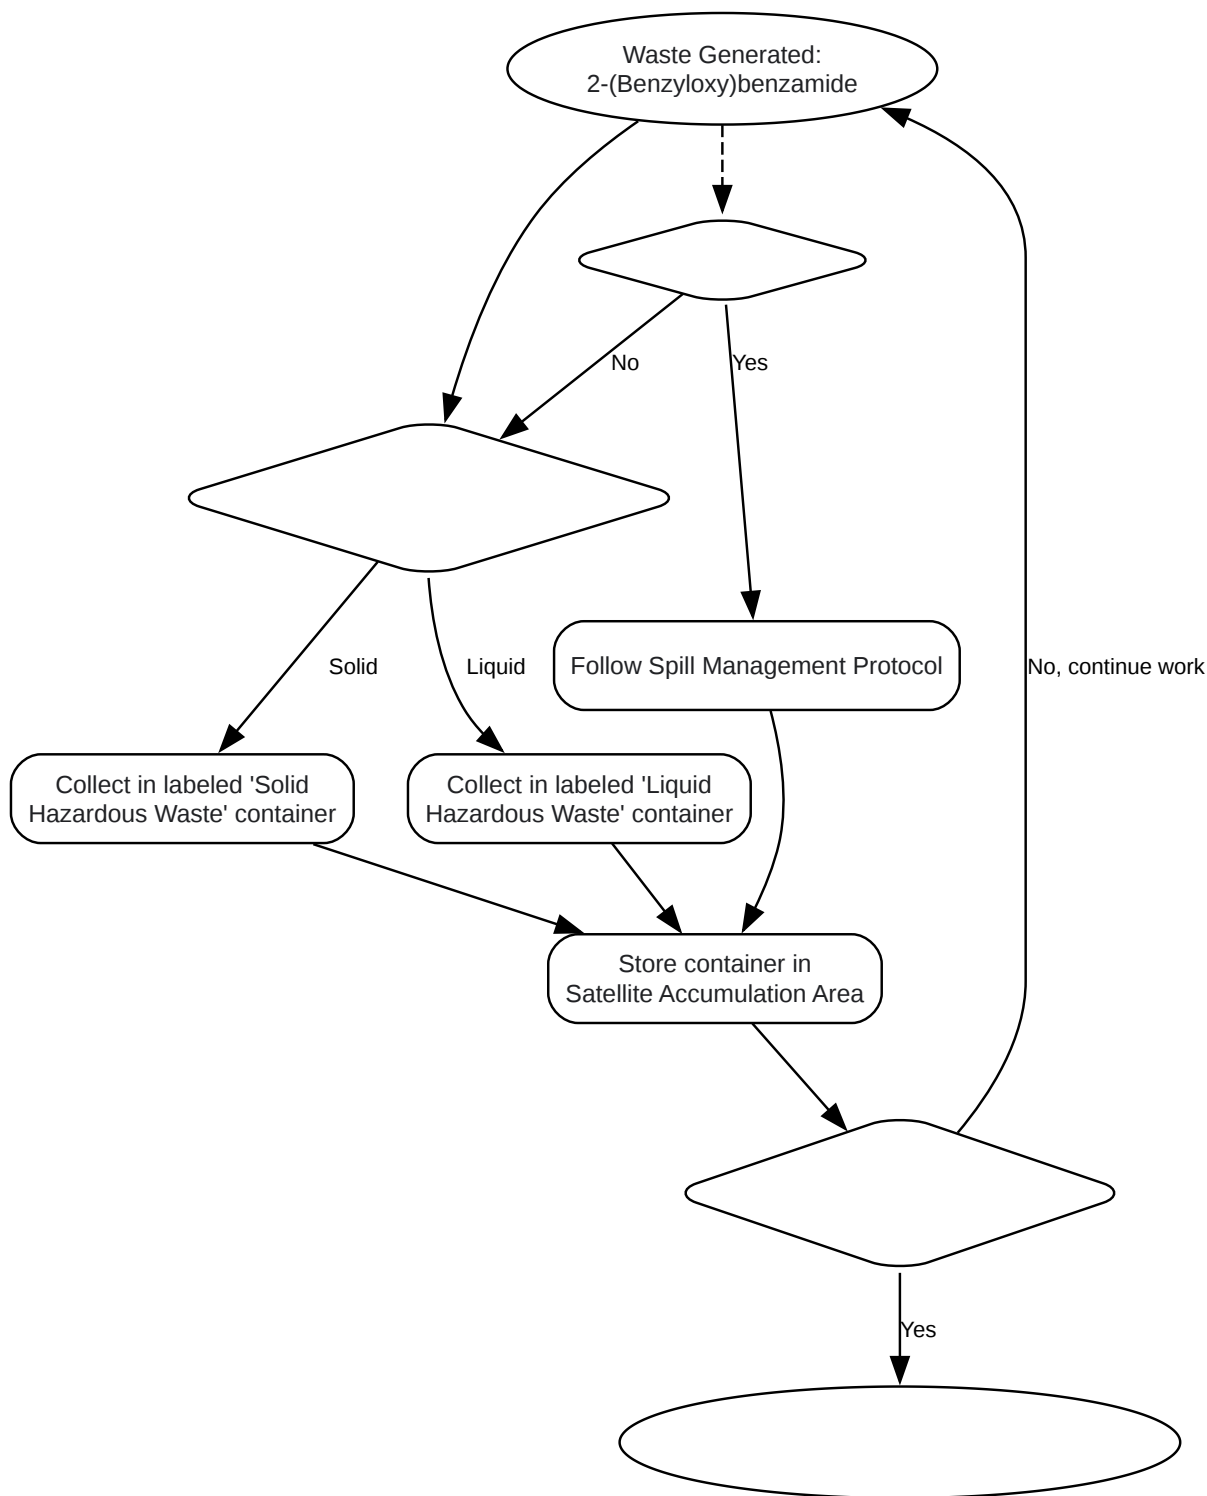 Waste Generated:
2-(Benzyloxy)benzamide
No
Yes
Solid
Liquid
Follow Spill Management Protocol
No, continue work
Collect in labeled 'Solid
Hazardous Waste' container
Collect in labeled 'Liquid
Hazardous Waste' container
Store container in
Satellite Accumulation Area
Yes